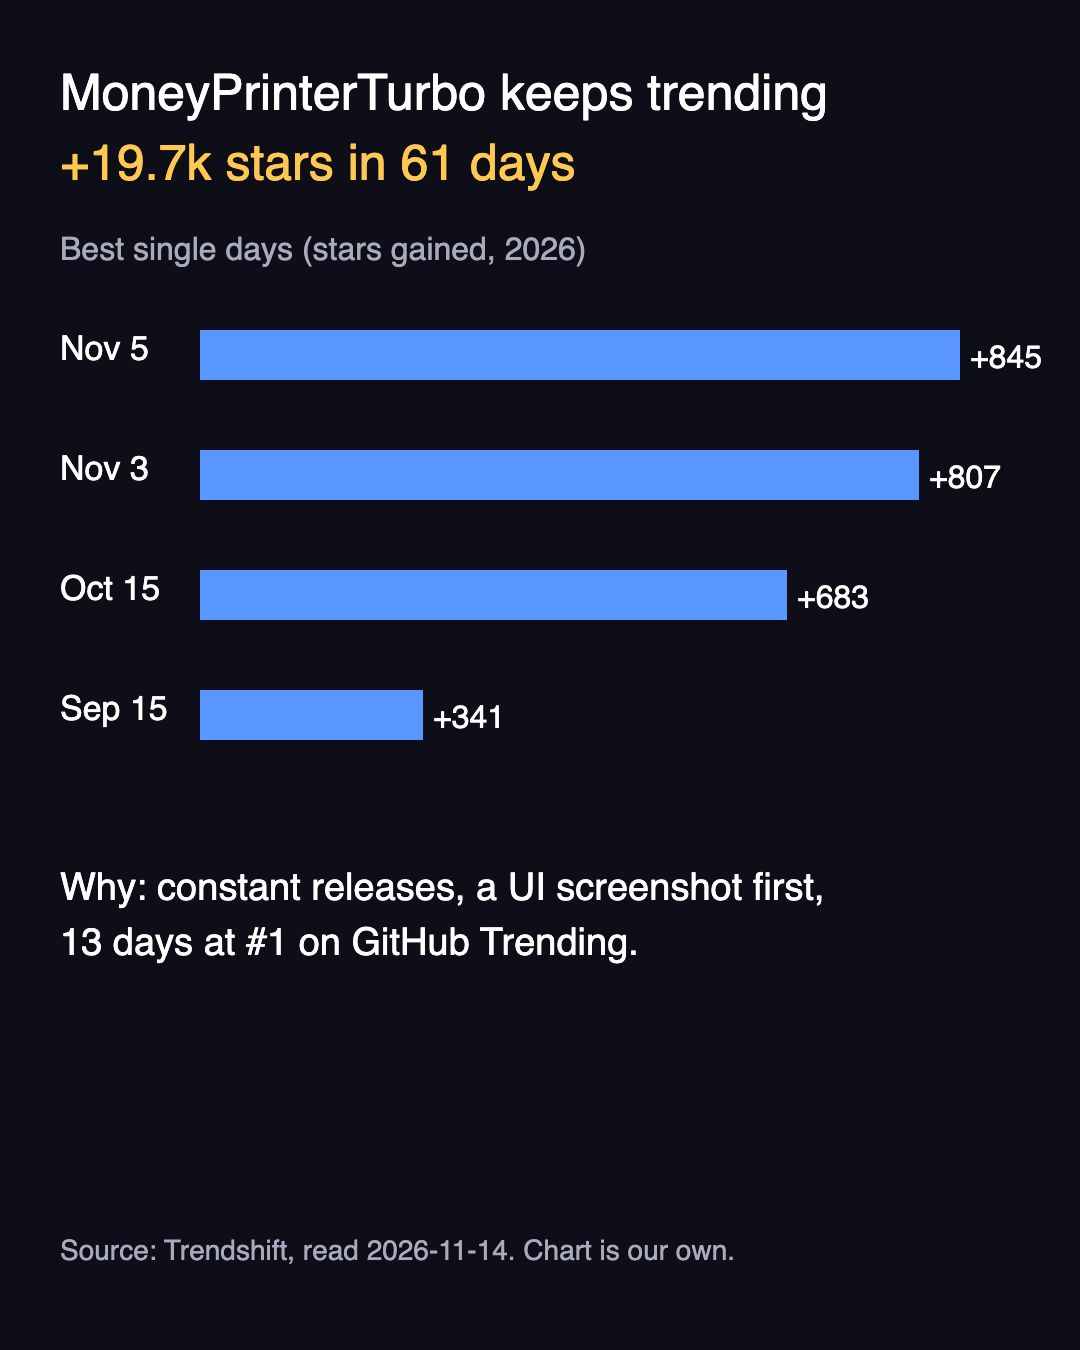 MoneyPrinterTurbo keeps trending
+19.7k stars in 61 days
Best single days (stars gained, 2026)
Nov 5 +845
Nov 3 +807
Oct 15 +683
Sep 15 +341
Why: constant releases, a UI screenshot first,
13 days at #1 on GitHub Trending.
Source: Trendshift, read 2026-11-14. Chart is our own.